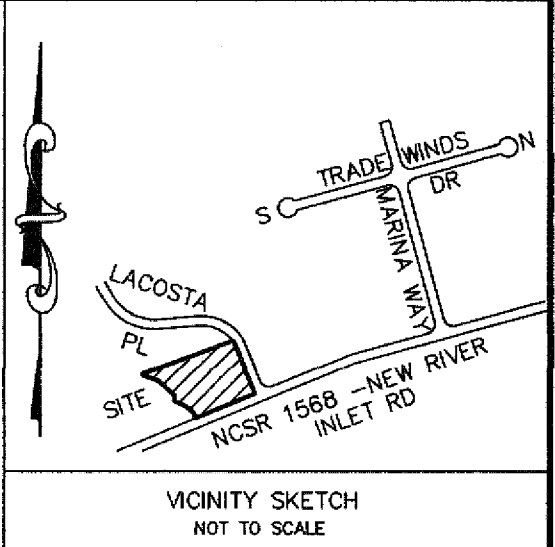 TRADE WINDS
N
S
DR
MARINA WAY
LACOSTA
PL
SITE
NCSR 1568 -NEW RIVER
INLET RD
VICINITY SKETCH
NOT TO SCALE